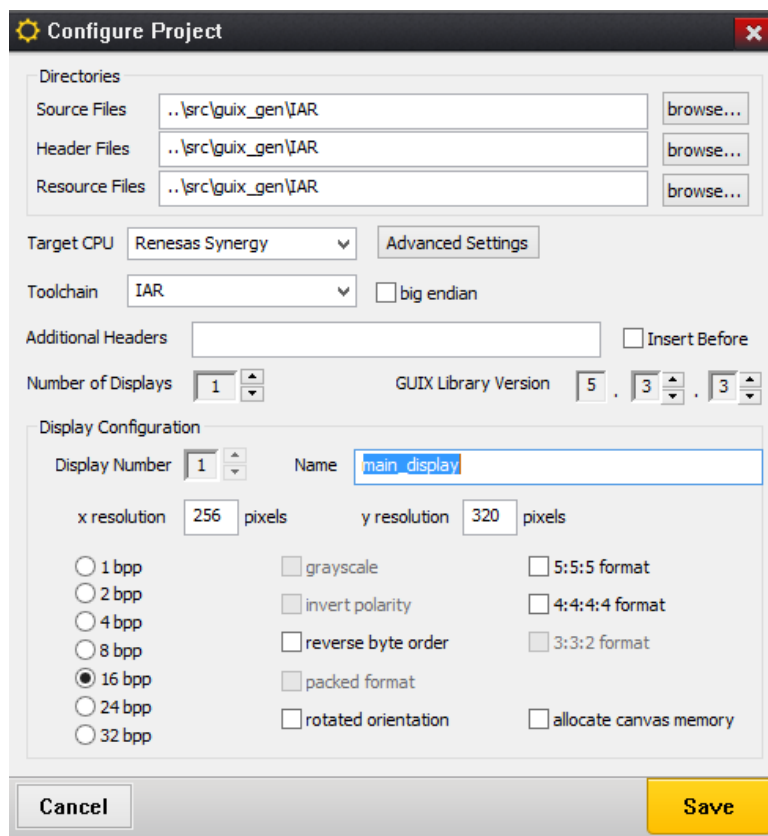 Configure Project
Directories
Source Files ..\src\guix_gen\IAR browse...
Header Files ..\src\guix_gen\IAR browse...
Resource Files ..\src\guix_gen\IAR browse...
Target CPU Renesas Synergy Advanced Settings
Toolchain IAR big endian
Additional Headers Insert Before
Number of Displays 1 GUIX Library Version 5 . 3 . 3
Display Configuration
Display Number 1 Name main_display
x resolution 256 pixels y resolution 320 pixels
1 bpp grayscale 5:5:5 format
2 bpp invert polarity 4:4:4:4 format
4 bpp reverse byte order 3:3:2 format
8 bpp packed format
16 bpp rotated orientation allocate canvas memory
24 bpp
32 bpp
Cancel Save